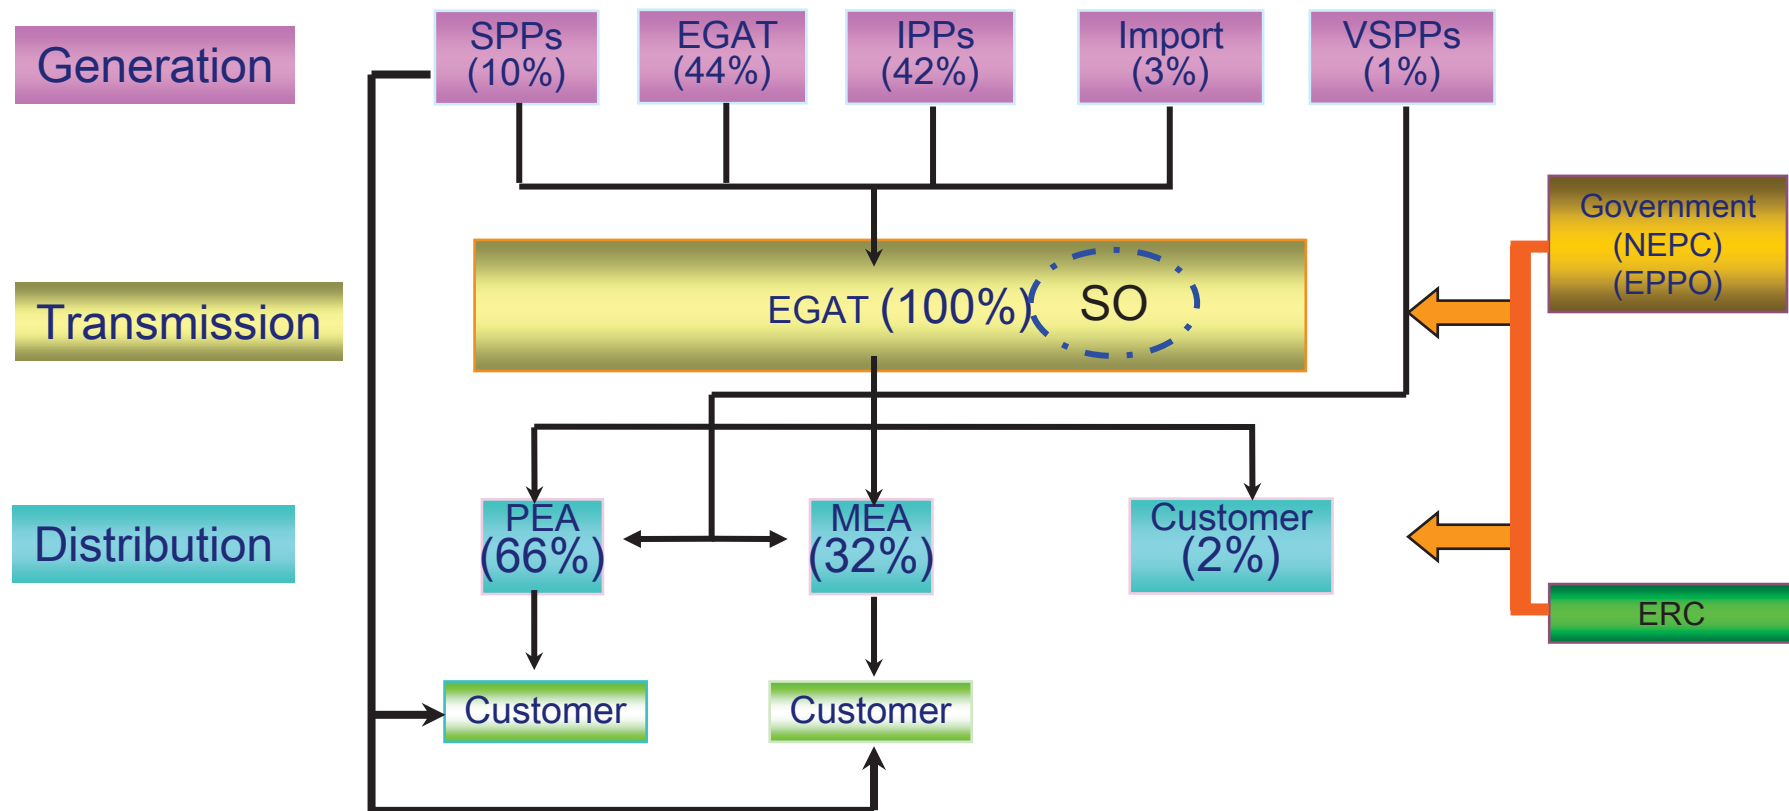 Generation
SPPs
(10%)
EGAT
(44%)
IPPs
(42%)
Import
(3%)
VSPPs
(1%)
Government
(NEPC)
(EPPO)
Transmission
EGAT (100%)
SO
Distribution
PEA
(66%)
MEA
(32%)
Customer
(2%)
ERC
Customer
Customer